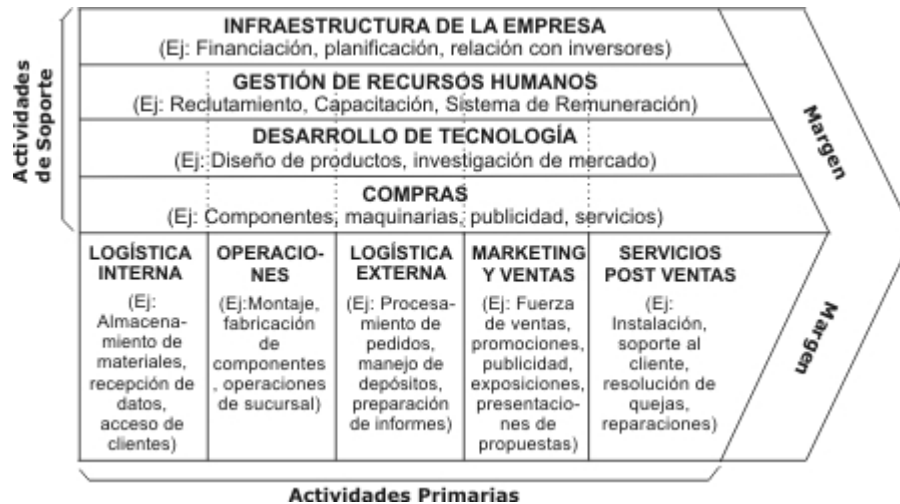 Actividades
de Soporte
INFRAESTRUCTURA DE LA EMPRESA
(Ej: Financiación, planificación, relación con inversores)
GESTIÓN DE RECURSOS HUMANOS
(Ej: Reclutamiento, Capacitación, Sistema de Remuneración)
DESARROLLO DE TECNOLOGÍA
(Ej: Diseño de productos, investigación de mercado)
COMPRAS
(Ej: Componentes, maquinarias, publicidad, servicios)
Margen
LOGÍSTICA
INTERNA
(Ej:
Almacena-
miento de
materiales,
recepción de
datos,
acceso de
clientes)
OPERACIO-
NES
(Ej:Montaje,
fabricación
de
componentes
, operaciones
de sucursal)
LOGÍSTICA
EXTERNA
(Ej: Procesa-
miento de
pedidos,
manejo de
depósitos,
preparación
de informes)
MARKETING
Y VENTAS
(Ej: Fuerza
de ventas,
promociones,
publicidad,
exposiciones,
presentacio-
nes de
propuestas)
SERVICIOS
POST VENTAS
(Ej:
Instalación,
soporte al
cliente,
resolución de
quejas,
reparaciones)
Margen
Actividades Primarias